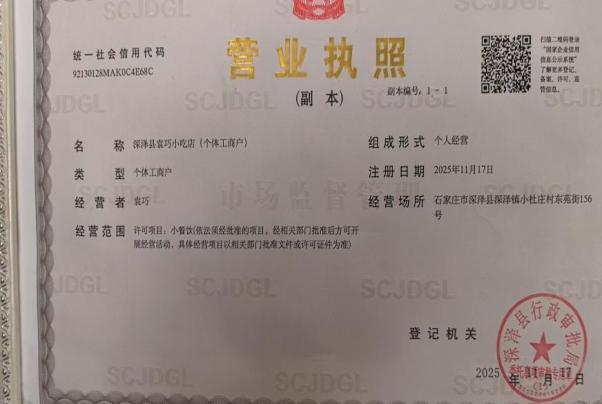 统一社会信用代码
92130128MAK0C4E68C
营业执照
(副 本)
副本编号:1-1
扫描二维码登录
“国家企业信用
信息公示系统”
了解更多登记、
备案、许可、监
管信息。
名 称 深泽县袁巧小吃店(个体工商户)
类 型 个体工商户
经 营 者 袁巧
经 营 范 围 许可项目:小餐饮(依法须经批准的项目,经相关部门批准后方可开
展经营活动,具体经营项目以相关部门批准文件或许可证件为准)
组 成 形 式 个人经营
注 册 日 期 2025年11月17日
经 营 场 所 石家庄市深泽县深泽镇小杜庄村东苑街156
号
市场监督管理
SCJDGL
SCJDGL
SCJDGL
SCJDGL
SCJDGL
登 记 机 关
深泽县行政审批局
2025 年 11 月 17 日